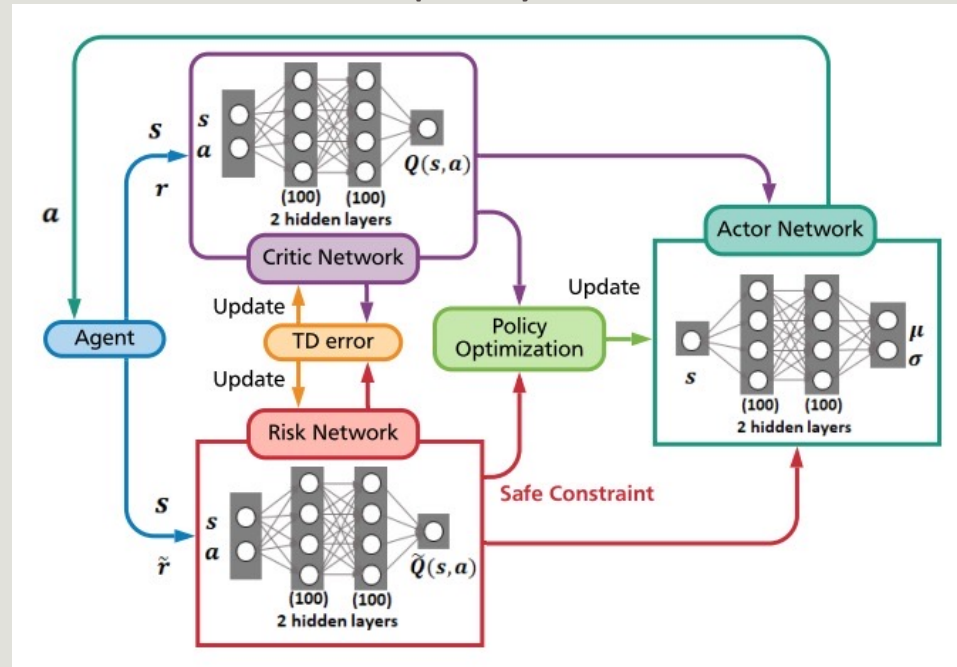 s
r
a
s
a
Q(s,a)
(100) (100)
2 hidden layers
Critic Network
Actor Network
Update
Update
Agent
TD error
Policy
Optimization
Update
s
μ
σ
(100) (100)
2 hidden layers
Risk Network
Safe Constraint
s
r̃
s
a
Q̃(s,a)
(100) (100)
2 hidden layers